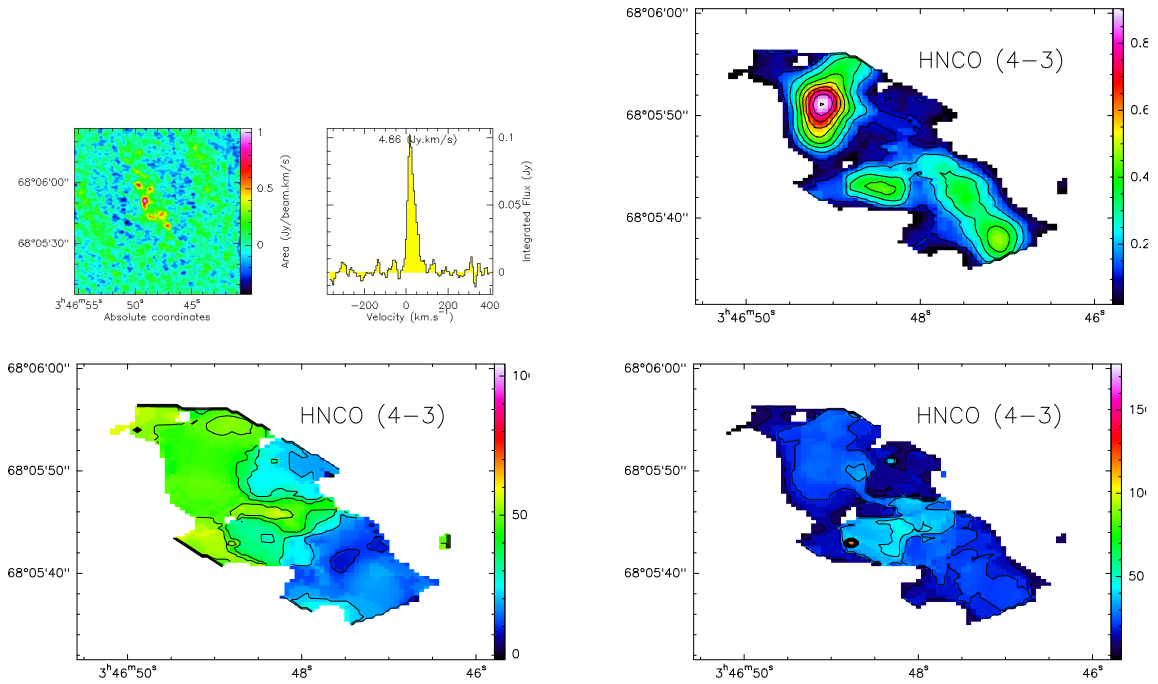 68°06'00''
68°05'30''
3ʰ46ᵐ55ˢ 50ˢ 45ˢ
Absolute coordinates
1
0.5
0
Area (Jy/beam.km/s)
4.86 (Jy.km/s)
0.1
0.05
0
Integrated Flux (Jy)
−200 0 200 400
Velocity (km.s⁻¹)
68°06'00''
68°05'50''
68°05'40''
HNCO (4−3)
3ʰ46ᵐ50ˢ 48ˢ 46ˢ
0.8
0.6
0.4
0.2
68°06'00''
68°05'50''
68°05'40''
HNCO (4−3)
3ʰ46ᵐ50ˢ 48ˢ 46ˢ
50
0
68°06'00''
68°05'50''
68°05'40''
HNCO (4−3)
3ʰ46ᵐ50ˢ 48ˢ 46ˢ
50